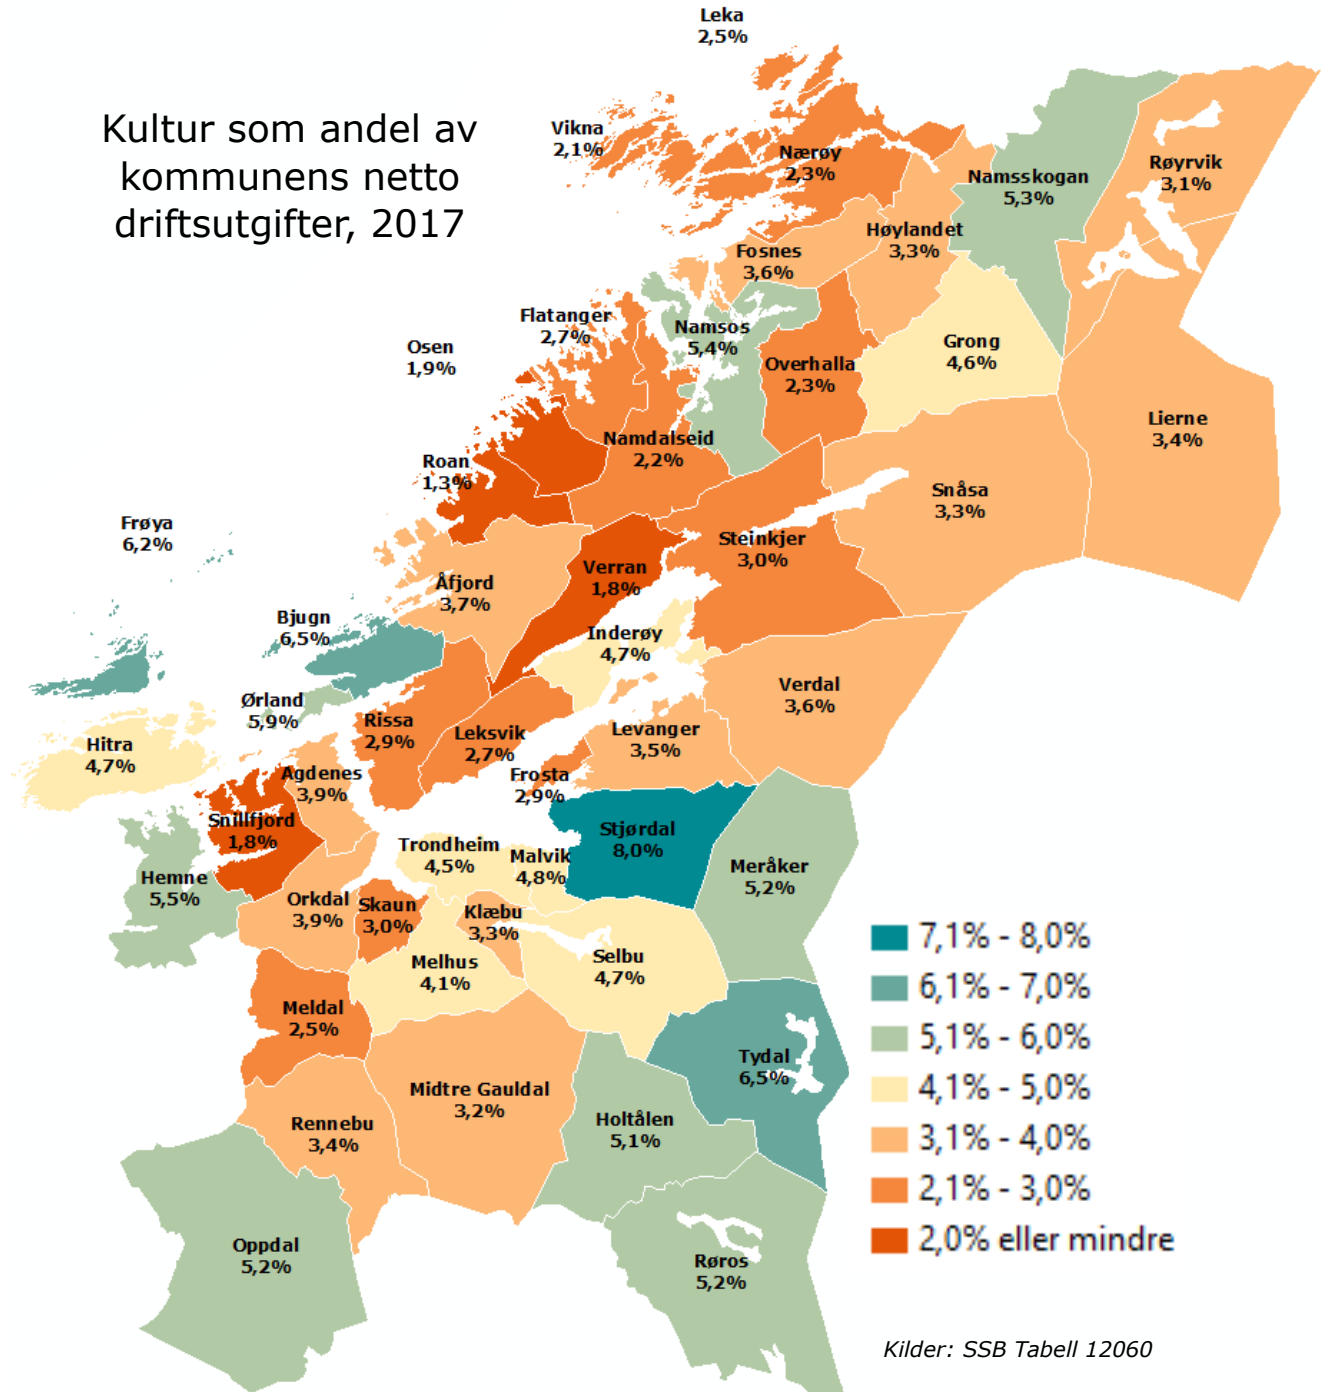 Leka
2,5%
Kultur som andel av
kommunens netto
driftsutgifter, 2017
Vikna
2,1%
Nærøy
2,3%
Namsskogan
5,3%
Røyrvik
3,1%
Høylandet
3,3%
Fosnes
3,6%
Flatanger
2,7%
Namsos
5,4%
Osen
1,9%
Overhalla
2,3%
Grong
4,6%
Lierne
3,4%
Namdalseid
2,2%
Roan
1,3%
Snåsa
3,3%
Frøya
6,2%
Steinkjer
3,0%
Verran
1,8%
Åfjord
3,7%
Bjugn
6,5%
Inderøy
4,7%
Verdal
3,6%
Ørland
5,9%
Rissa
2,9%
Leksvik
2,7%
Levanger
3,5%
Hitra
4,7%
Agdenes
3,9%
Frosta
2,9%
Snillfjord
1,8%
Stjørdal
8,0%
Trondheim
4,5%
Malvik
4,8%
Meråker
5,2%
Hemne
5,5%
Orkdal
3,9%
Skaun
3,0%
Klæbu
3,3%
Melhus
4,1%
Selbu
4,7%
Meldal
2,5%
Tydal
6,5%
Midtre Gauldal
3,2%
Rennebu
3,4%
Holtålen
5,1%
Oppdal
5,2%
Røros
5,2%
7,1% - 8,0%
6,1% - 7,0%
5,1% - 6,0%
4,1% - 5,0%
3,1% - 4,0%
2,1% - 3,0%
2,0% eller mindre
Kilder: SSB Tabell 12060